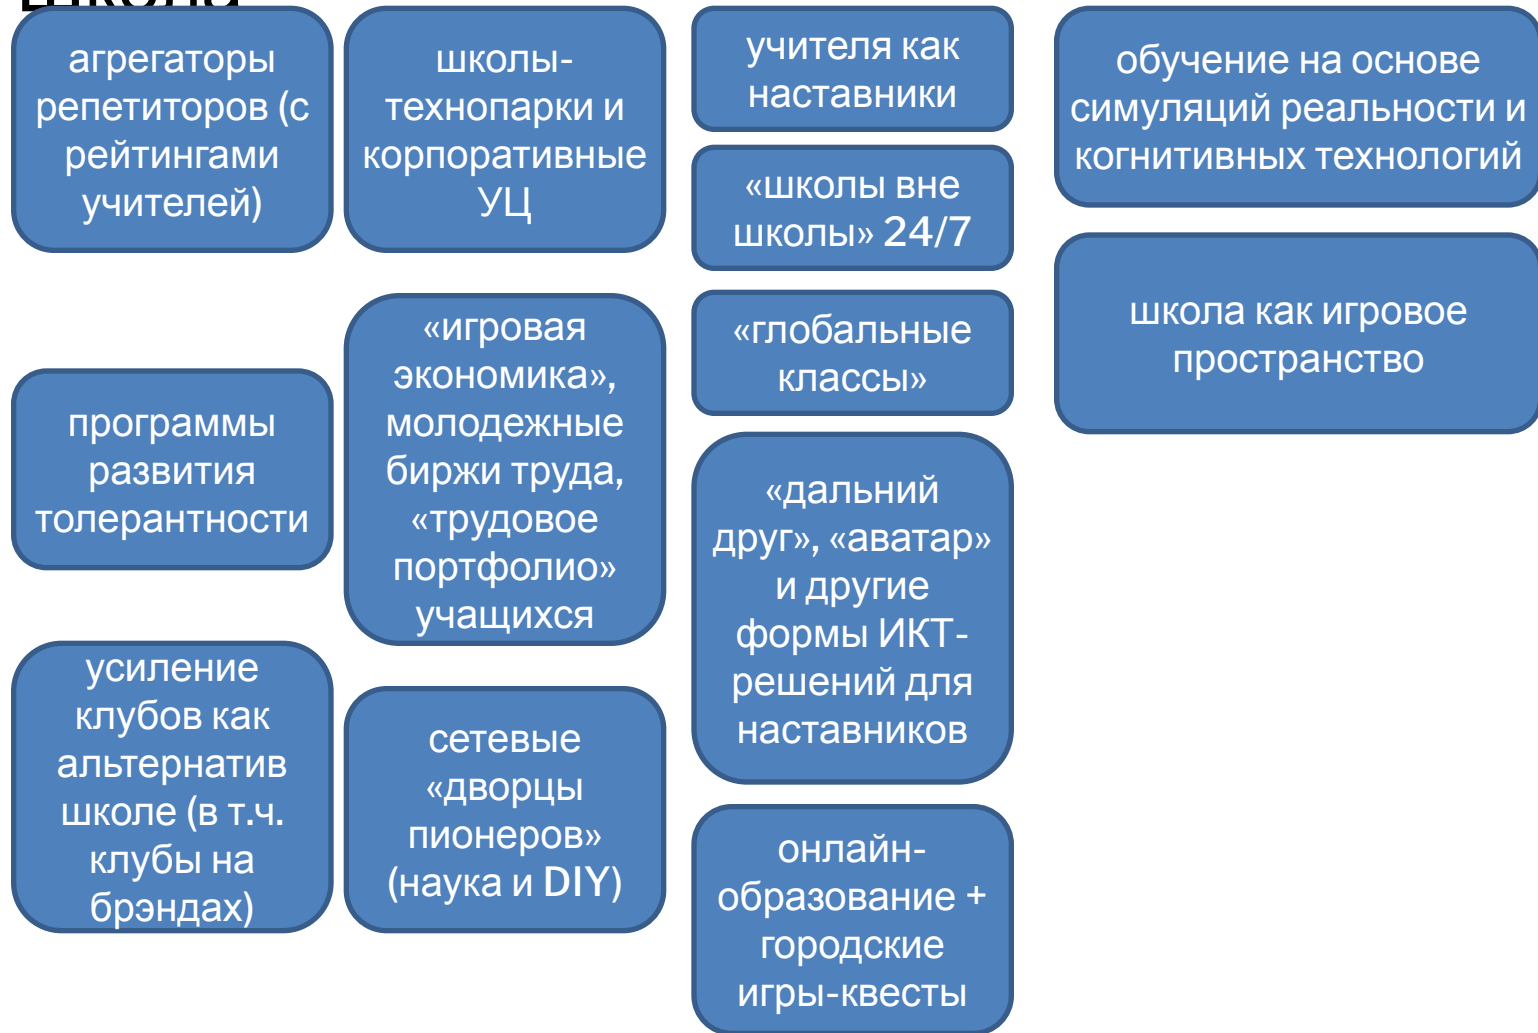 школа
агрегаторы
репетиторов (с
рейтингами
учителей)
программы
развития
толерантности
усиление
клубов как
альтернатив
школе (в т.ч.
клубы на
брэндах)
школы-
технопарки и
корпоративные
УЦ
«игровая
экономика»,
молодежные
биржи труда,
«трудовое
портфолио»
учащихся
сетевые
«дворцы
пионеров»
(наука и DIY)
учителя как
наставники
«школы вне
школы» 24/7
«глобальные
классы»
«дальний
друг», «аватар»
и другие
формы ИКТ-
решений для
наставников
онлайн-
образование +
городские
игры-квесты
обучение на основе
симуляций реальности и
когнитивных технологий
школа как игровое
пространство